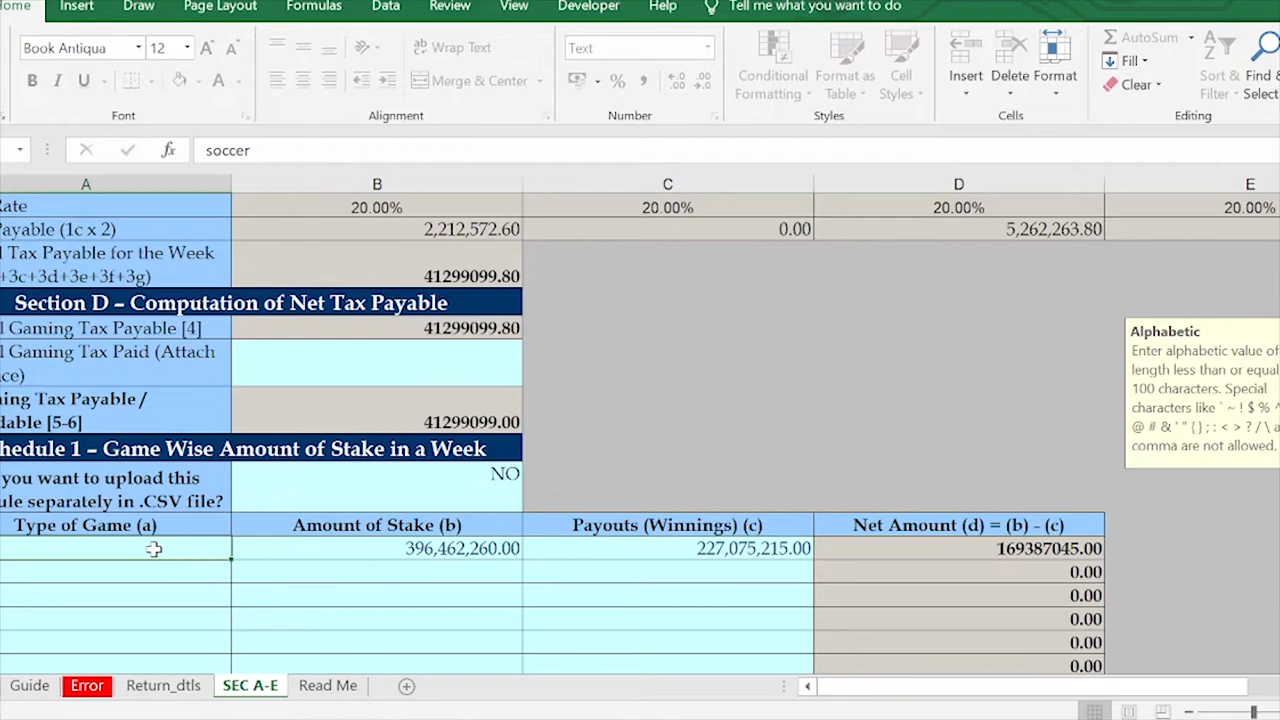 Home Insert Draw Page Layout Formulas Data Review View Developer Help Tell me what you want to do
Book Antiqua 12 A A Wrap Text Text AutoSum
B I U A Merge & Center % , Conditional Formatting Format as Table Cell Styles Insert Delete Format Fill Clear Sort & Filter Find & Select
Font Alignment Number Styles Cells Editing
fx soccer
A B C D E
Rate 20.00% 20.00% 20.00% 20.00%
Payable (1c x 2) 2,212,572.60 0.00 5,262,263.80
l Tax Payable for the Week
+3c+3d+3e+3f+3g) 41299099.80
Section D – Computation of Net Tax Payable
l Gaming Tax Payable [4] 41299099.80
l Gaming Tax Paid (Attach
ce)
ing Tax Payable /
dable [5-6] 41299099.00
hedule 1 – Game Wise Amount of Stake in a Week
you want to upload this NO
ule separately in .CSV file?
Type of Game (a) Amount of Stake (b) Payouts (Winnings) (c) Net Amount (d) = (b) - (c)
396,462,260.00 227,075,215.00 169387045.00
0.00
0.00
0.00
0.00
0.00
Alphabetic
Enter alphabetic value of
length less than or equal
100 characters. Special
characters like ` ~ ! $ % ^
@ # & ' " { } ; : < > ? / \ a
comma are not allowed.
Guide Error Return_dtls SEC A-E Read Me